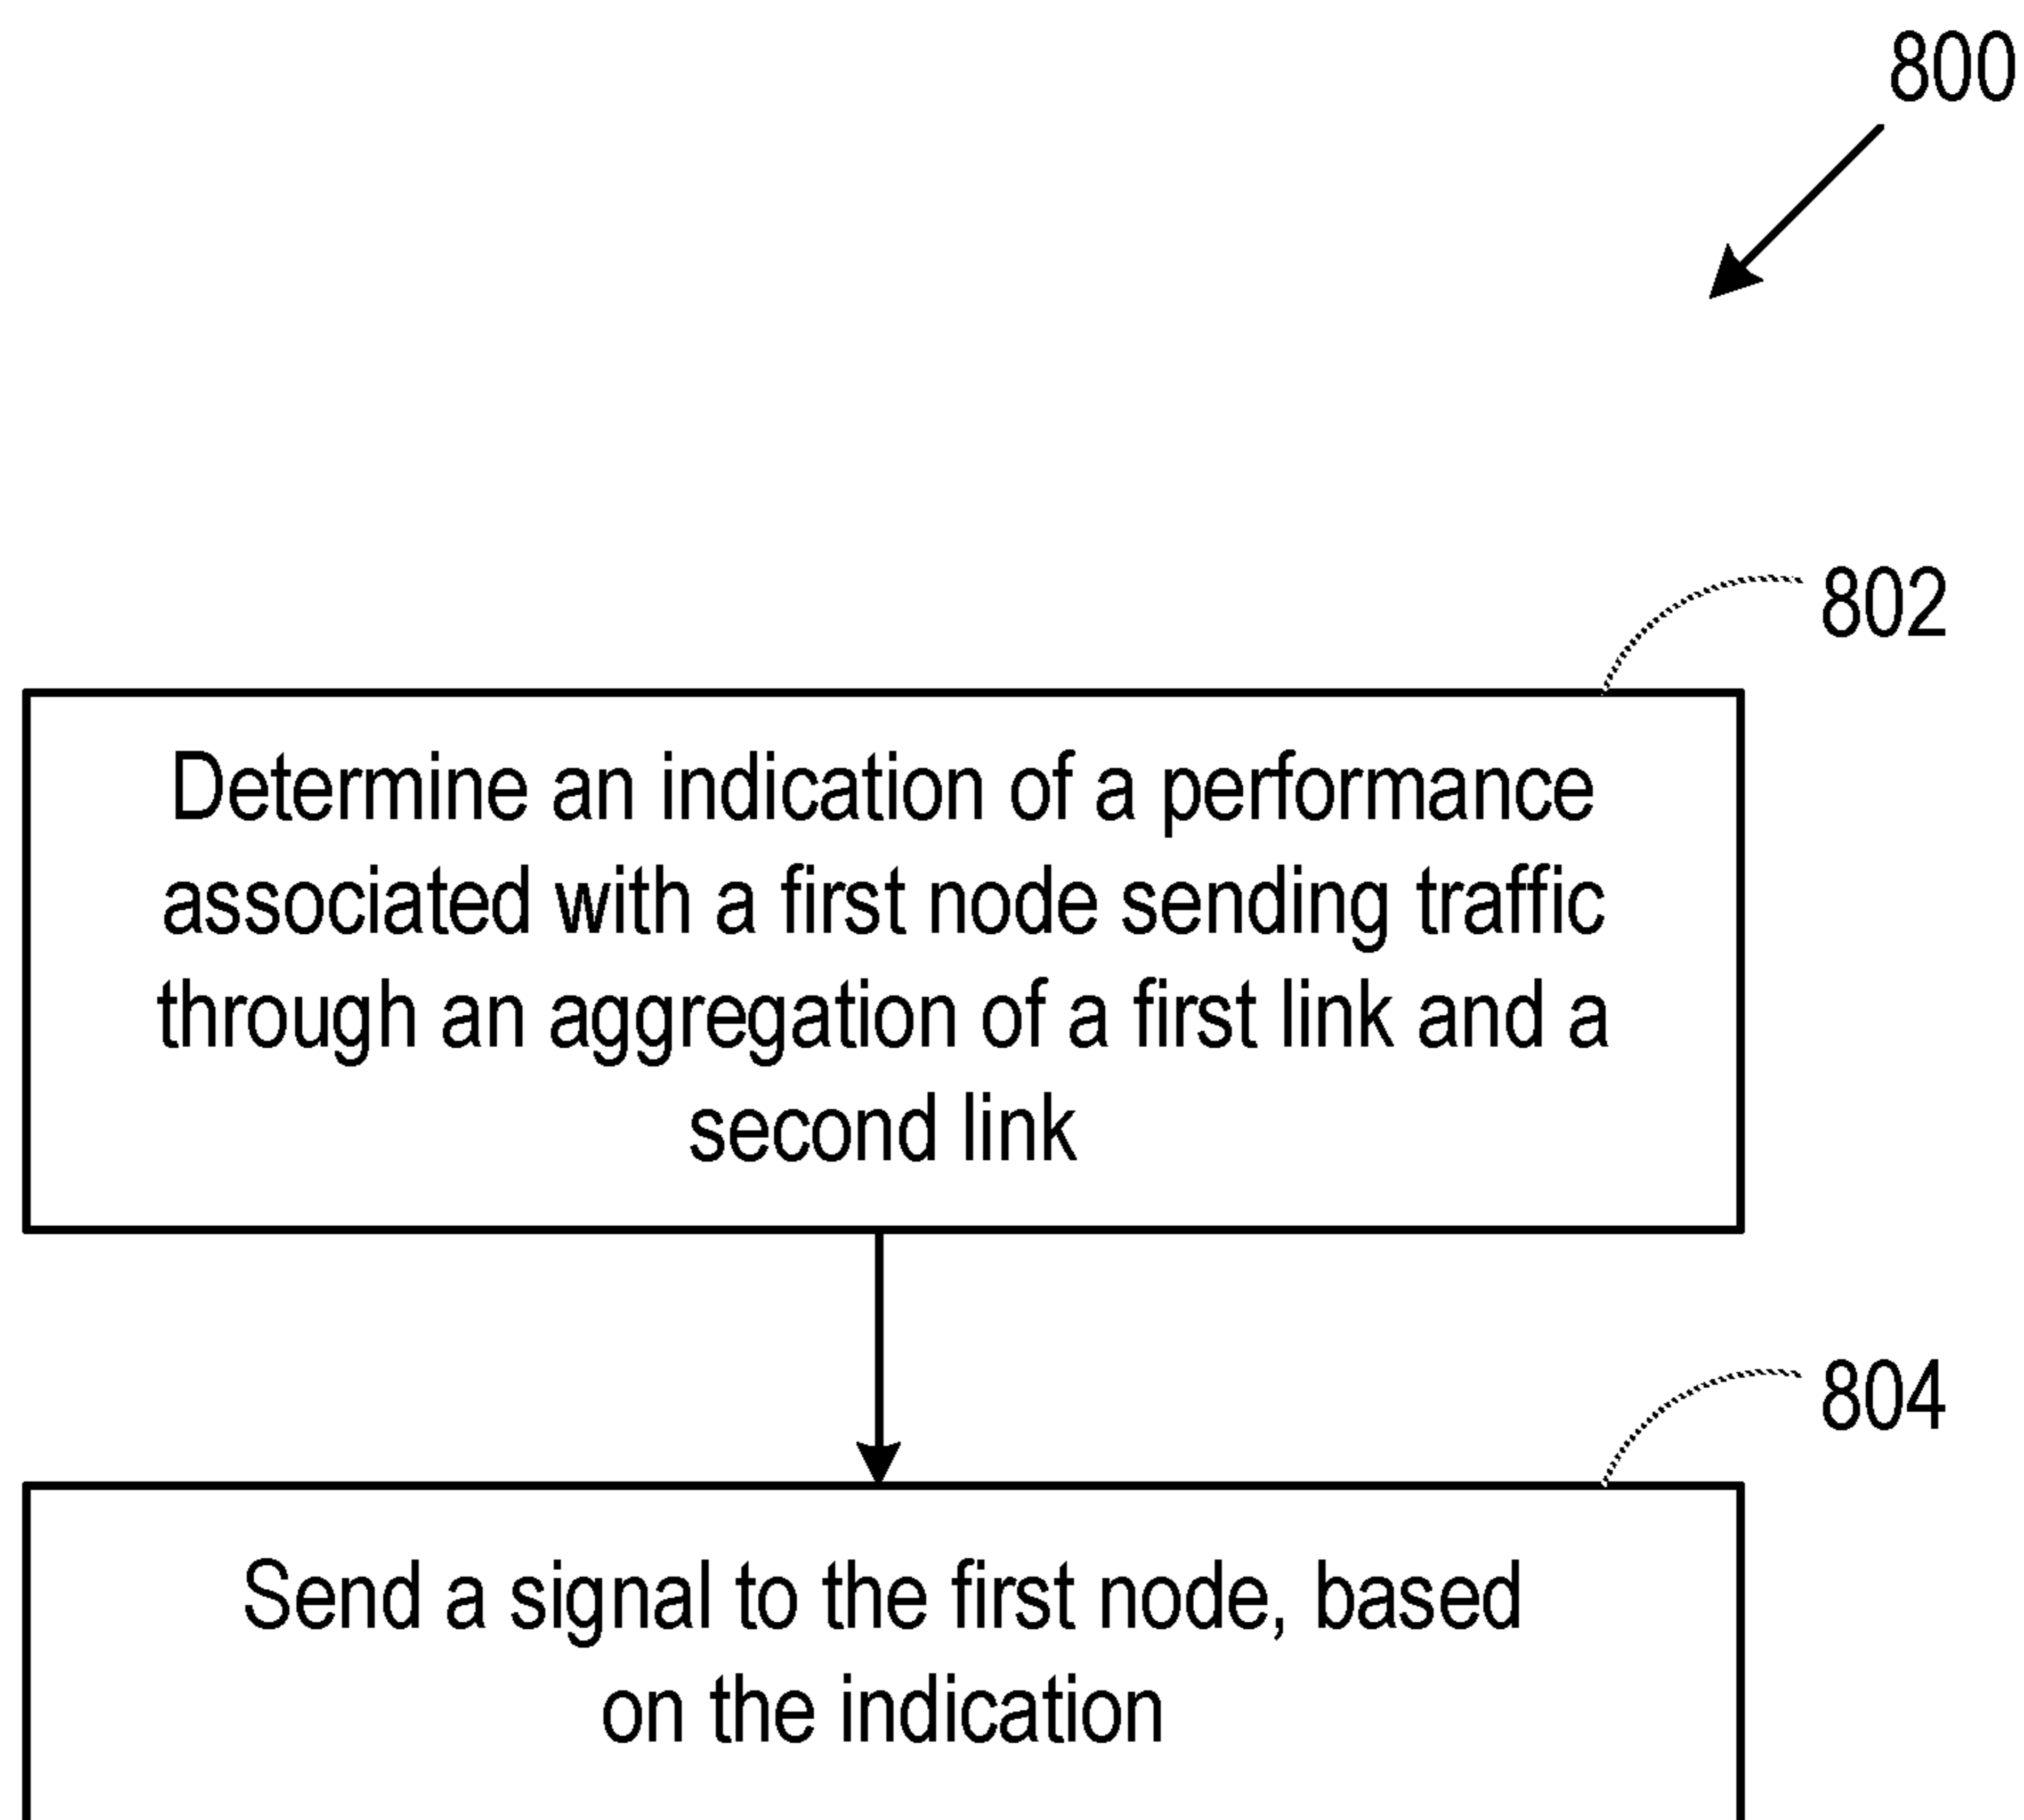 800
802
Determine an indication of a performance
associated with a first node sending traffic
through an aggregation of a first link and a
second link
804
Send a signal to the first node, based
on the indication